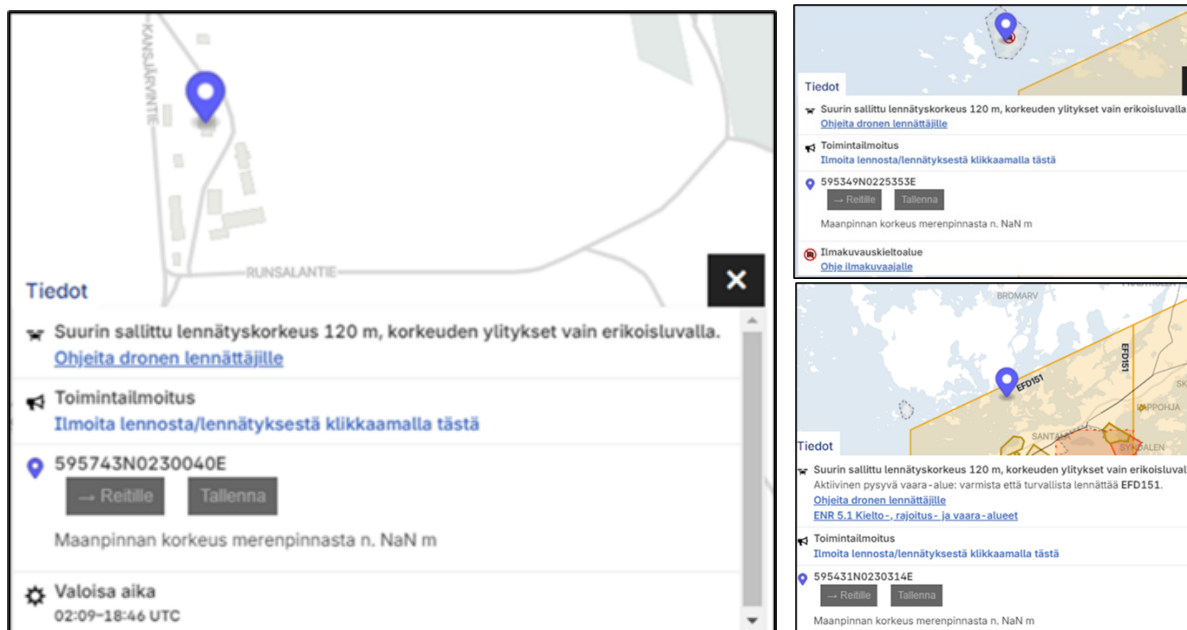 KANSJÄRVINTIE
RUNSALANTIE
Tiedot
Suurin sallittu lennätyskorkeus 120 m, korkeuden ylitykset vain erikoisluvalla.
Ohjeita dronen lennättäjille
Toimintailmoitus
Ilmoita lennosta/lennätyksestä klikkaamalla tästä
595743N0230040E
→ Reitille
Tallenna
Maanpinnan korkeus merenpinnasta n. NaN m
Valoisa aika
02:09–18:46 UTC
Tiedot
Suurin sallittu lennätyskorkeus 120 m, korkeuden ylitykset vain erikoisluvalla
Ohjeita dronen lennättäjille
Toimintailmoitus
Ilmoita lennosta/lennätyksestä klikkaamalla tästä
595349N0225353E
→ Reitille
Tallenna
Maanpinnan korkeus merenpinnasta n. NaN m
Ilmakuvauskieltoalue
Ohje ilmakuvaajalle
BROMARV
EFD151
EFD151
SK
LAPPOHJA
SANTALA
Tiedot
Suurin sallittu lennätyskorkeus 120 m, korkeuden ylitykset vain erikoisluval
Aktiivinen pysyvä vaara-alue: varmista että turvallista lennättää EFD151.
Ohjeita dronen lennättäjille
ENR 5.1 Kielto-, rajoitus- ja vaara-alueet
Toimintailmoitus
Ilmoita lennosta/lennätyksestä klikkaamalla tästä
595431N0230314E
→ Reitille
Tallenna
Maanpinnan korkeus merenpinnasta n. NaN m